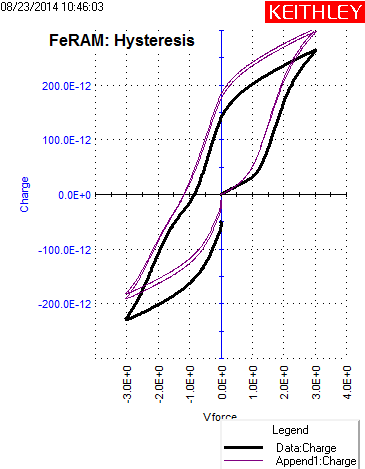 08/23/2014 10:46:03
KEITHLEY
FeRAM: Hysteresis
200.0E-12
100.0E-12
0.0E+0
-100.0E-12
-200.0E-12
Charge
-3.0E+0
-2.0E+0
-1.0E+0
0.0E+0
1.0E+0
2.0E+0
3.0E+0
4.0E+0
Vforce
Legend
Data:Charge
Append1:Charge